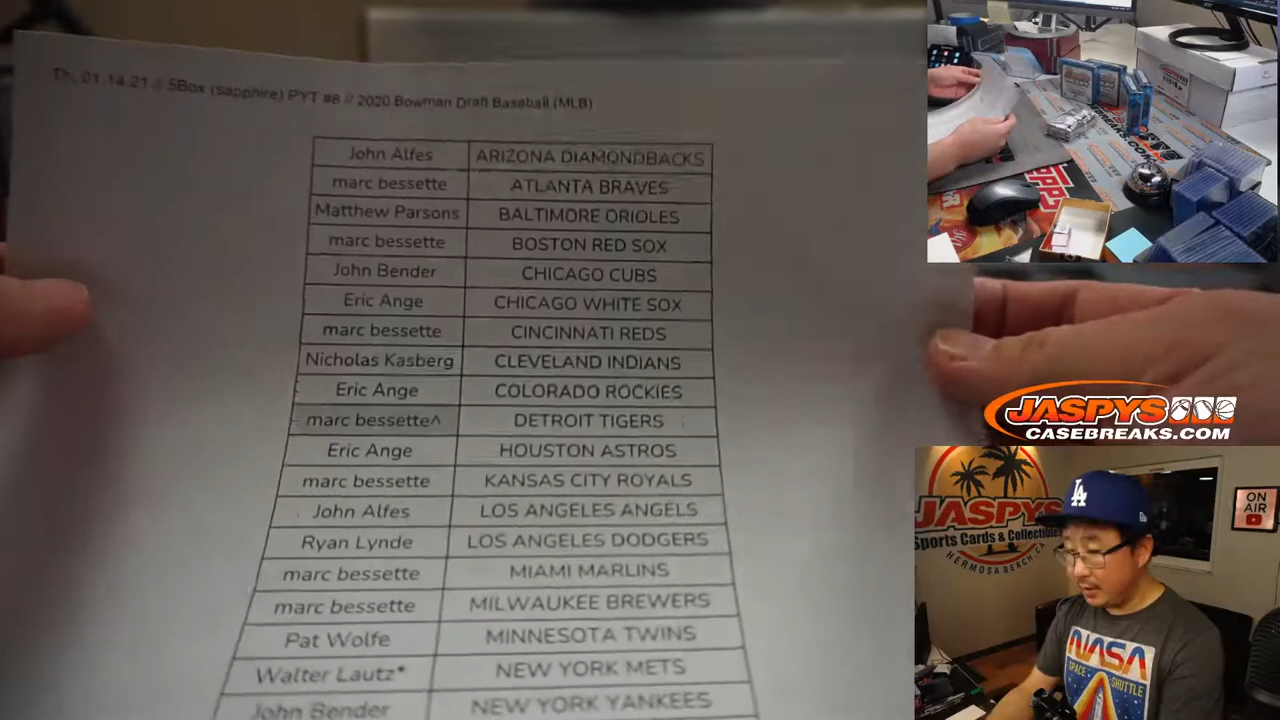 Th, 01.14.21 // 5Box (sapphire) PYT #8 // 2020 Bowman Draft Baseball (MLB)
John Alfes ARIZONA DIAMONDBACKS
marc bessette ATLANTA BRAVES
Matthew Parsons BALTIMORE ORIOLES
marc bessette BOSTON RED SOX
John Bender CHICAGO CUBS
Eric Ange CHICAGO WHITE SOX
marc bessette CINCINNATI REDS
Nicholas Kasberg CLEVELAND INDIANS
Eric Ange COLORADO ROCKIES
marc bessette^ DETROIT TIGERS
Eric Ange HOUSTON ASTROS
marc bessette KANSAS CITY ROYALS
John Alfes LOS ANGELES ANGELS
Ryan Lynde LOS ANGELES DODGERS
marc bessette MIAMI MARLINS
marc bessette MILWAUKEE BREWERS
Pat Wolfe MINNESOTA TWINS
Walter Lautz* NEW YORK METS
John Bender NEW YORK YANKEES
JASPYS
CASEBREAKS.COM
JASPYS
Sports Cards & Collectibles
HERMOSA BEACH, CA
LA
ON
AIR
NASA
SPACE SHUTTLE